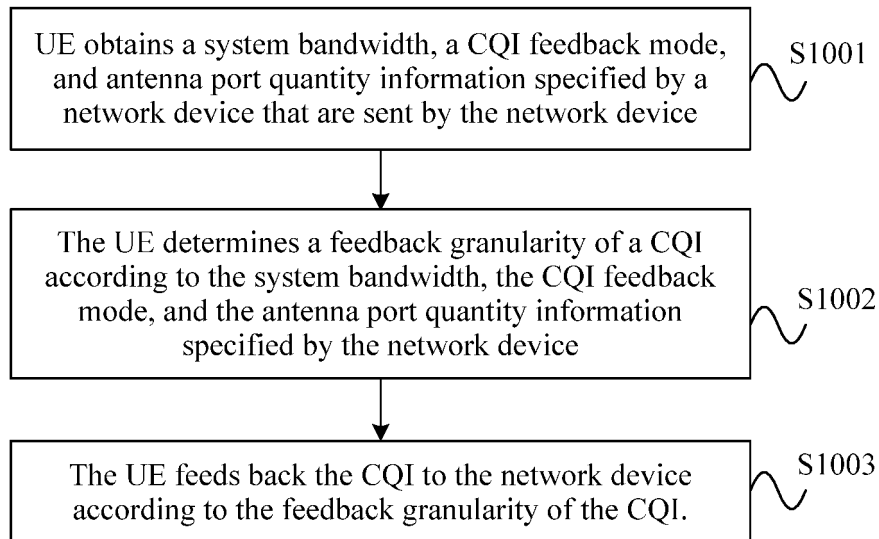 UE obtains a system bandwidth, a CQI feedback mode,
and antenna port quantity information specified by a
network device that are sent by the network device
S1001
The UE determines a feedback granularity of a CQI
according to the system bandwidth, the CQI feedback
mode, and the antenna port quantity information
specified by the network device
S1002
The UE feeds back the CQI to the network device
according to the feedback granularity of the CQI.
S1003